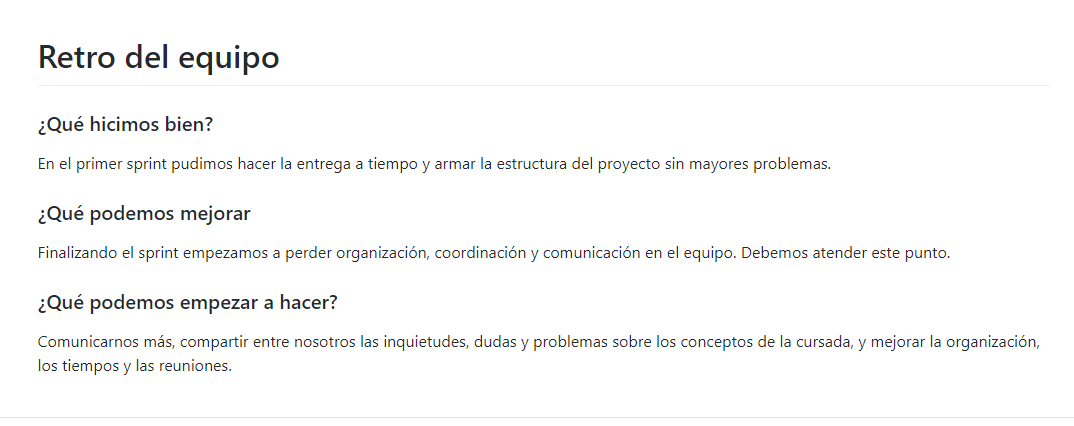 Retro del equipo
¿Qué hicimos bien?
En el primer sprint pudimos hacer la entrega a tiempo y armar la estructura del proyecto sin mayores problemas.
¿Qué podemos mejorar
Finalizando el sprint empezamos a perder organización, coordinación y comunicación en el equipo. Debemos atender este punto.
¿Qué podemos empezar a hacer?
Comunicarnos más, compartir entre nosotros las inquietudes, dudas y problemas sobre los conceptos de la cursada, y mejorar la organización,
los tiempos y las reuniones.